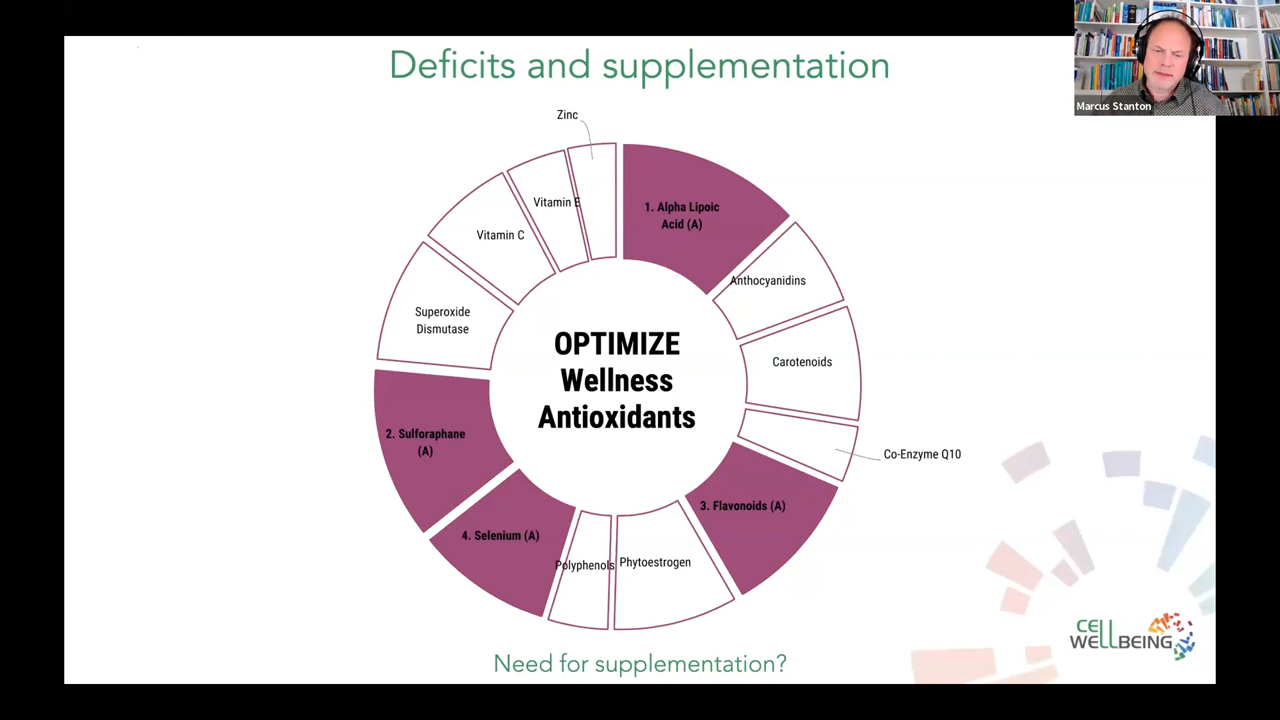 Deficits and supplementation
Marcus Stanton
Zinc
Vitamin E
1. Alpha Lipoic
Acid (A)
Vitamin C
Anthocyanidins
Superoxide
Dismutase
OPTIMIZE
Wellness
Antioxidants
Carotenoids
2. Sulforaphane
(A)
Co-Enzyme Q10
3. Flavonoids (A)
4. Selenium (A)
Polyphenols
Phytoestrogen
CELL
WELLBEING
Need for supplementation?